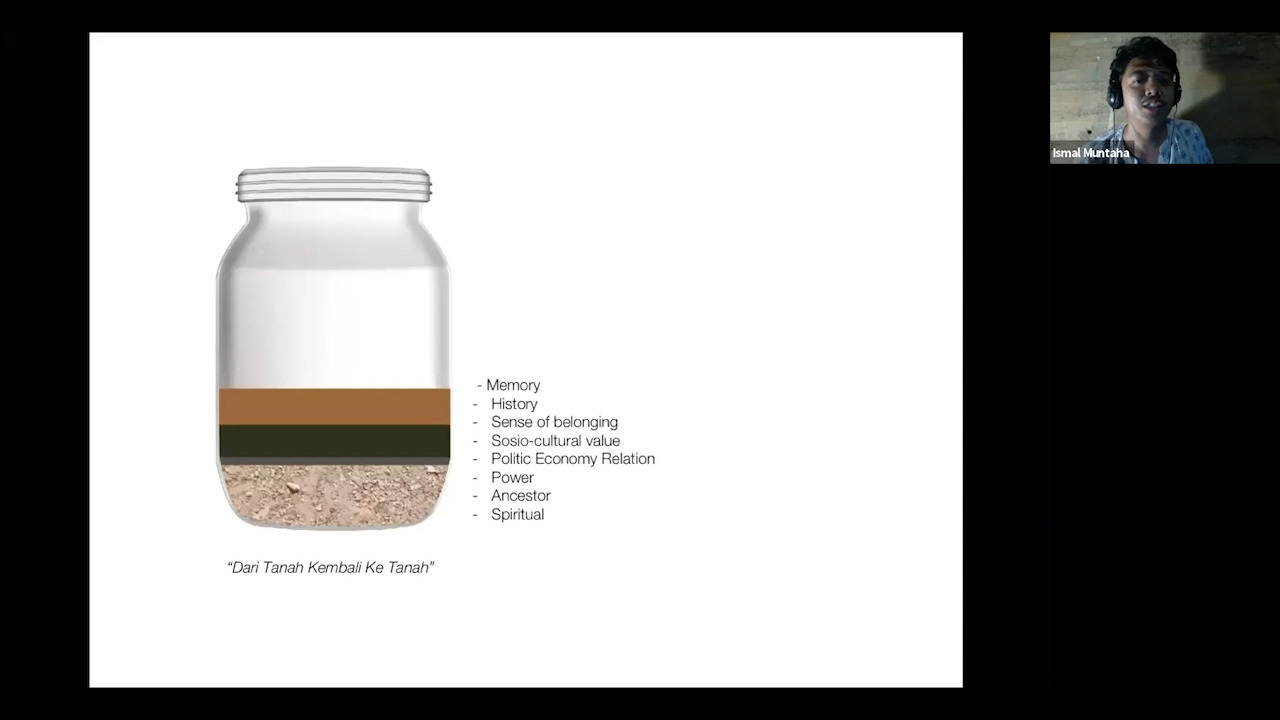 - Memory
- History
- Sense of belonging
- Sosio-cultural value
- Politic Economy Relation
- Power
- Ancestor
- Spiritual
“Dari Tanah Kembali Ke Tanah”
Ismal Muntaha